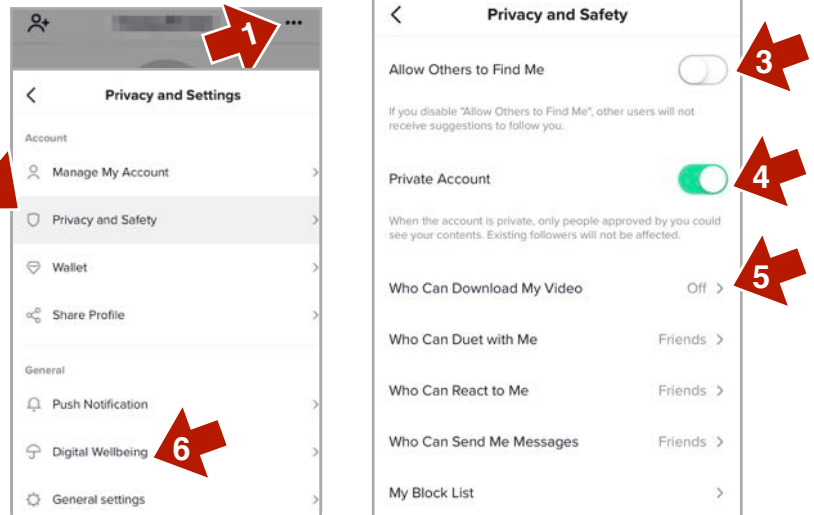 1
Privacy and Settings
Account
Manage My Account
Privacy and Safety
Wallet
Share Profile
General
Push Notification
Digital Wellbeing
6
General settings
Privacy and Safety
Allow Others to Find Me
3
If you disable "Allow Others to Find Me", other users will not
receive suggestions to follow you.
Private Account
4
When the account is private, only people approved by you could
see your contents. Existing followers will not be affected.
Who Can Download My Video
Off
5
Who Can Duet with Me
Friends
Who Can React to Me
Friends
Who Can Send Me Messages
Friends
My Block List